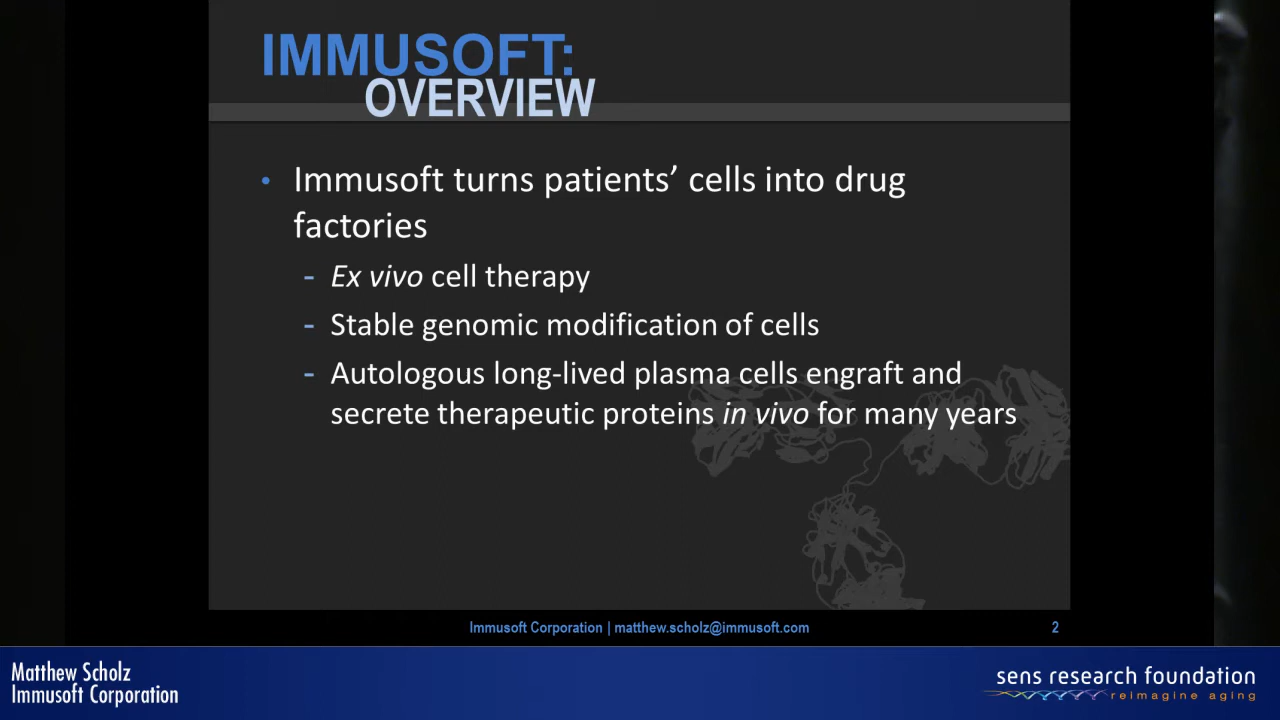 IMMUSOFT:
OVERVIEW
• Immusoft turns patients’ cells into drug
factories
- Ex vivo cell therapy
- Stable genomic modification of cells
- Autologous long-lived plasma cells engraft and
secrete therapeutic proteins in vivo for many years
Immusoft Corporation | matthew.scholz@immusoft.com 2
Matthew Scholz
Immusoft Corporation
sens research foundation
reimagine aging